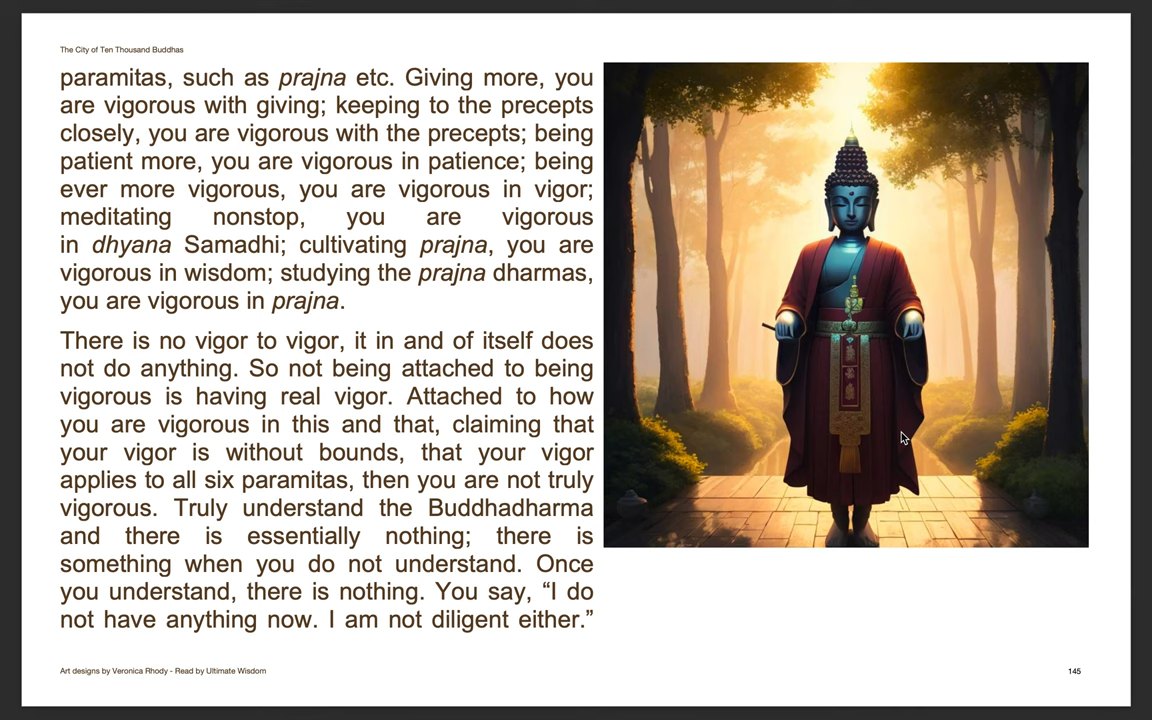 The City of Ten Thousand Buddhas
paramitas, such as prajna etc. Giving more, you
are vigorous with giving; keeping to the precepts
closely, you are vigorous with the precepts; being
patient more, you are vigorous in patience; being
ever more vigorous, you are vigorous in vigor;
meditating nonstop, you are vigorous
in dhyana Samadhi; cultivating prajna, you are
vigorous in wisdom; studying the prajna dharmas,
you are vigorous in prajna.
There is no vigor to vigor, it in and of itself does
not do anything. So not being attached to being
vigorous is having real vigor. Attached to how
you are vigorous in this and that, claiming that
your vigor is without bounds, that your vigor
applies to all six paramitas, then you are not truly
vigorous. Truly understand the Buddhadharma
and there is essentially nothing; there is
something when you do not understand. Once
you understand, there is nothing. You say, “I do
not have anything now. I am not diligent either.”
Art designs by Veronica Rhody - Read by Ultimate Wisdom
145